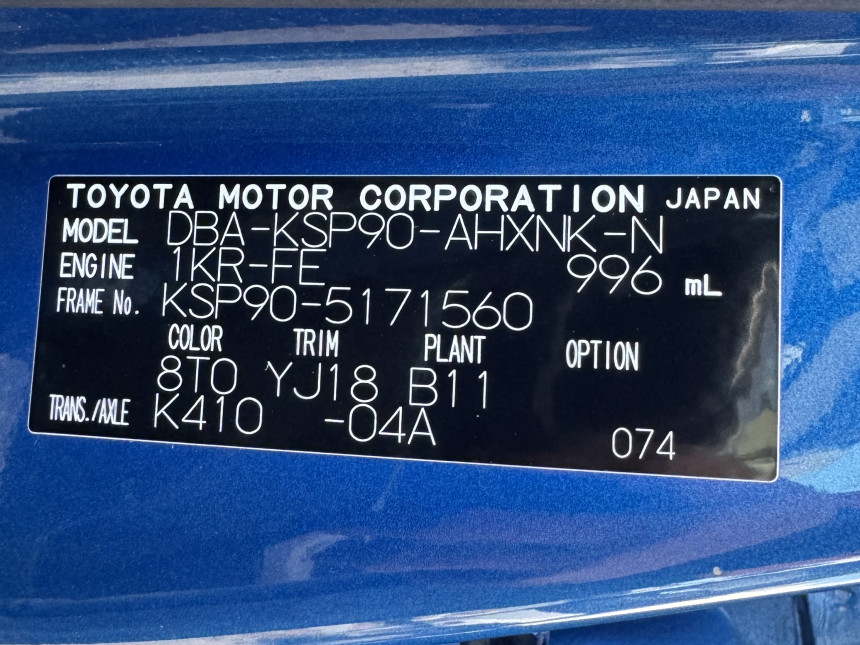 TOYOTA MOTOR CORPORATION JAPAN
MODEL DBA-KSP90-AHXNK-N
ENGINE 1KR-FE 996 mL
FRAME No. KSP90-5171560
COLOR TRIM PLANT OPTION
8T0 YJ18 B11
TRANS./AXLE K410 -04A
074